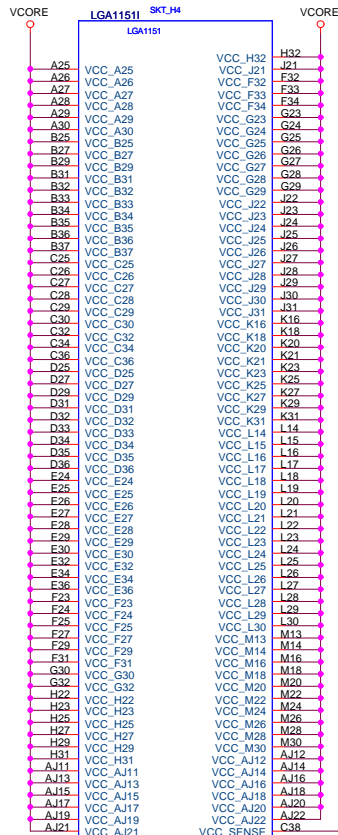 VCORE
LGA1151I
SKT_H4
VCORE
LGA1151
A25 VCC_A25
A26 VCC_A26
A27 VCC_A27
A28 VCC_A28
A29 VCC_A29
A30 VCC_A30
B25 VCC_B25
B27 VCC_B27
B29 VCC_B29
B31 VCC_B31
B32 VCC_B32
B33 VCC_B33
B34 VCC_B34
B35 VCC_B35
B36 VCC_B36
B37 VCC_B37
C25 VCC_C25
C26 VCC_C26
C27 VCC_C27
C28 VCC_C28
C29 VCC_C29
C30 VCC_C30
C32 VCC_C32
C34 VCC_C34
C36 VCC_C36
D25 VCC_D25
D27 VCC_D27
D29 VCC_D29
D31 VCC_D31
D32 VCC_D32
D33 VCC_D33
D34 VCC_D34
D35 VCC_D35
D36 VCC_D36
E24 VCC_E24
E25 VCC_E25
E26 VCC_E26
E27 VCC_E27
E28 VCC_E28
E29 VCC_E29
E30 VCC_E30
E32 VCC_E32
E34 VCC_E34
E36 VCC_E36
F23 VCC_F23
F24 VCC_F24
F25 VCC_F25
F27 VCC_F27
F29 VCC_F29
F31 VCC_F31
G30 VCC_G30
G32 VCC_G32
H22 VCC_H22
H23 VCC_H23
H25 VCC_H25
H27 VCC_H27
H29 VCC_H29
H31 VCC_H31
AJ11 VCC_AJ11
AJ13 VCC_AJ13
AJ15 VCC_AJ15
AJ17 VCC_AJ17
AJ19 VCC_AJ19
AJ21 VCC_AJ21
VCC_H32 H32
VCC_J21 J21
VCC_F32 F32
VCC_F33 F33
VCC_F34 F34
VCC_G23 G23
VCC_G24 G24
VCC_G25 G25
VCC_G26 G26
VCC_G27 G27
VCC_G28 G28
VCC_G29 G29
VCC_J22 J22
VCC_J23 J23
VCC_J24 J24
VCC_J25 J25
VCC_J26 J26
VCC_J27 J27
VCC_J28 J28
VCC_J29 J29
VCC_J30 J30
VCC_J31 J31
VCC_K16 K16
VCC_K18 K18
VCC_K20 K20
VCC_K21 K21
VCC_K23 K23
VCC_K25 K25
VCC_K27 K27
VCC_K29 K29
VCC_K31 K31
VCC_L14 L14
VCC_L15 L15
VCC_L16 L16
VCC_L17 L17
VCC_L18 L18
VCC_L19 L19
VCC_L20 L20
VCC_L21 L21
VCC_L22 L22
VCC_L23 L23
VCC_L24 L24
VCC_L25 L25
VCC_L26 L26
VCC_L27 L27
VCC_L28 L28
VCC_L29 L29
VCC_L30 L30
VCC_M13 M13
VCC_M14 M14
VCC_M16 M16
VCC_M18 M18
VCC_M20 M20
VCC_M22 M22
VCC_M24 M24
VCC_M26 M26
VCC_M28 M28
VCC_M30 M30
VCC_AJ12 AJ12
VCC_AJ14 AJ14
VCC_AJ16 AJ16
VCC_AJ18 AJ18
VCC_AJ20 AJ20
VCC_AJ22 AJ22
VCC_SENSE C38